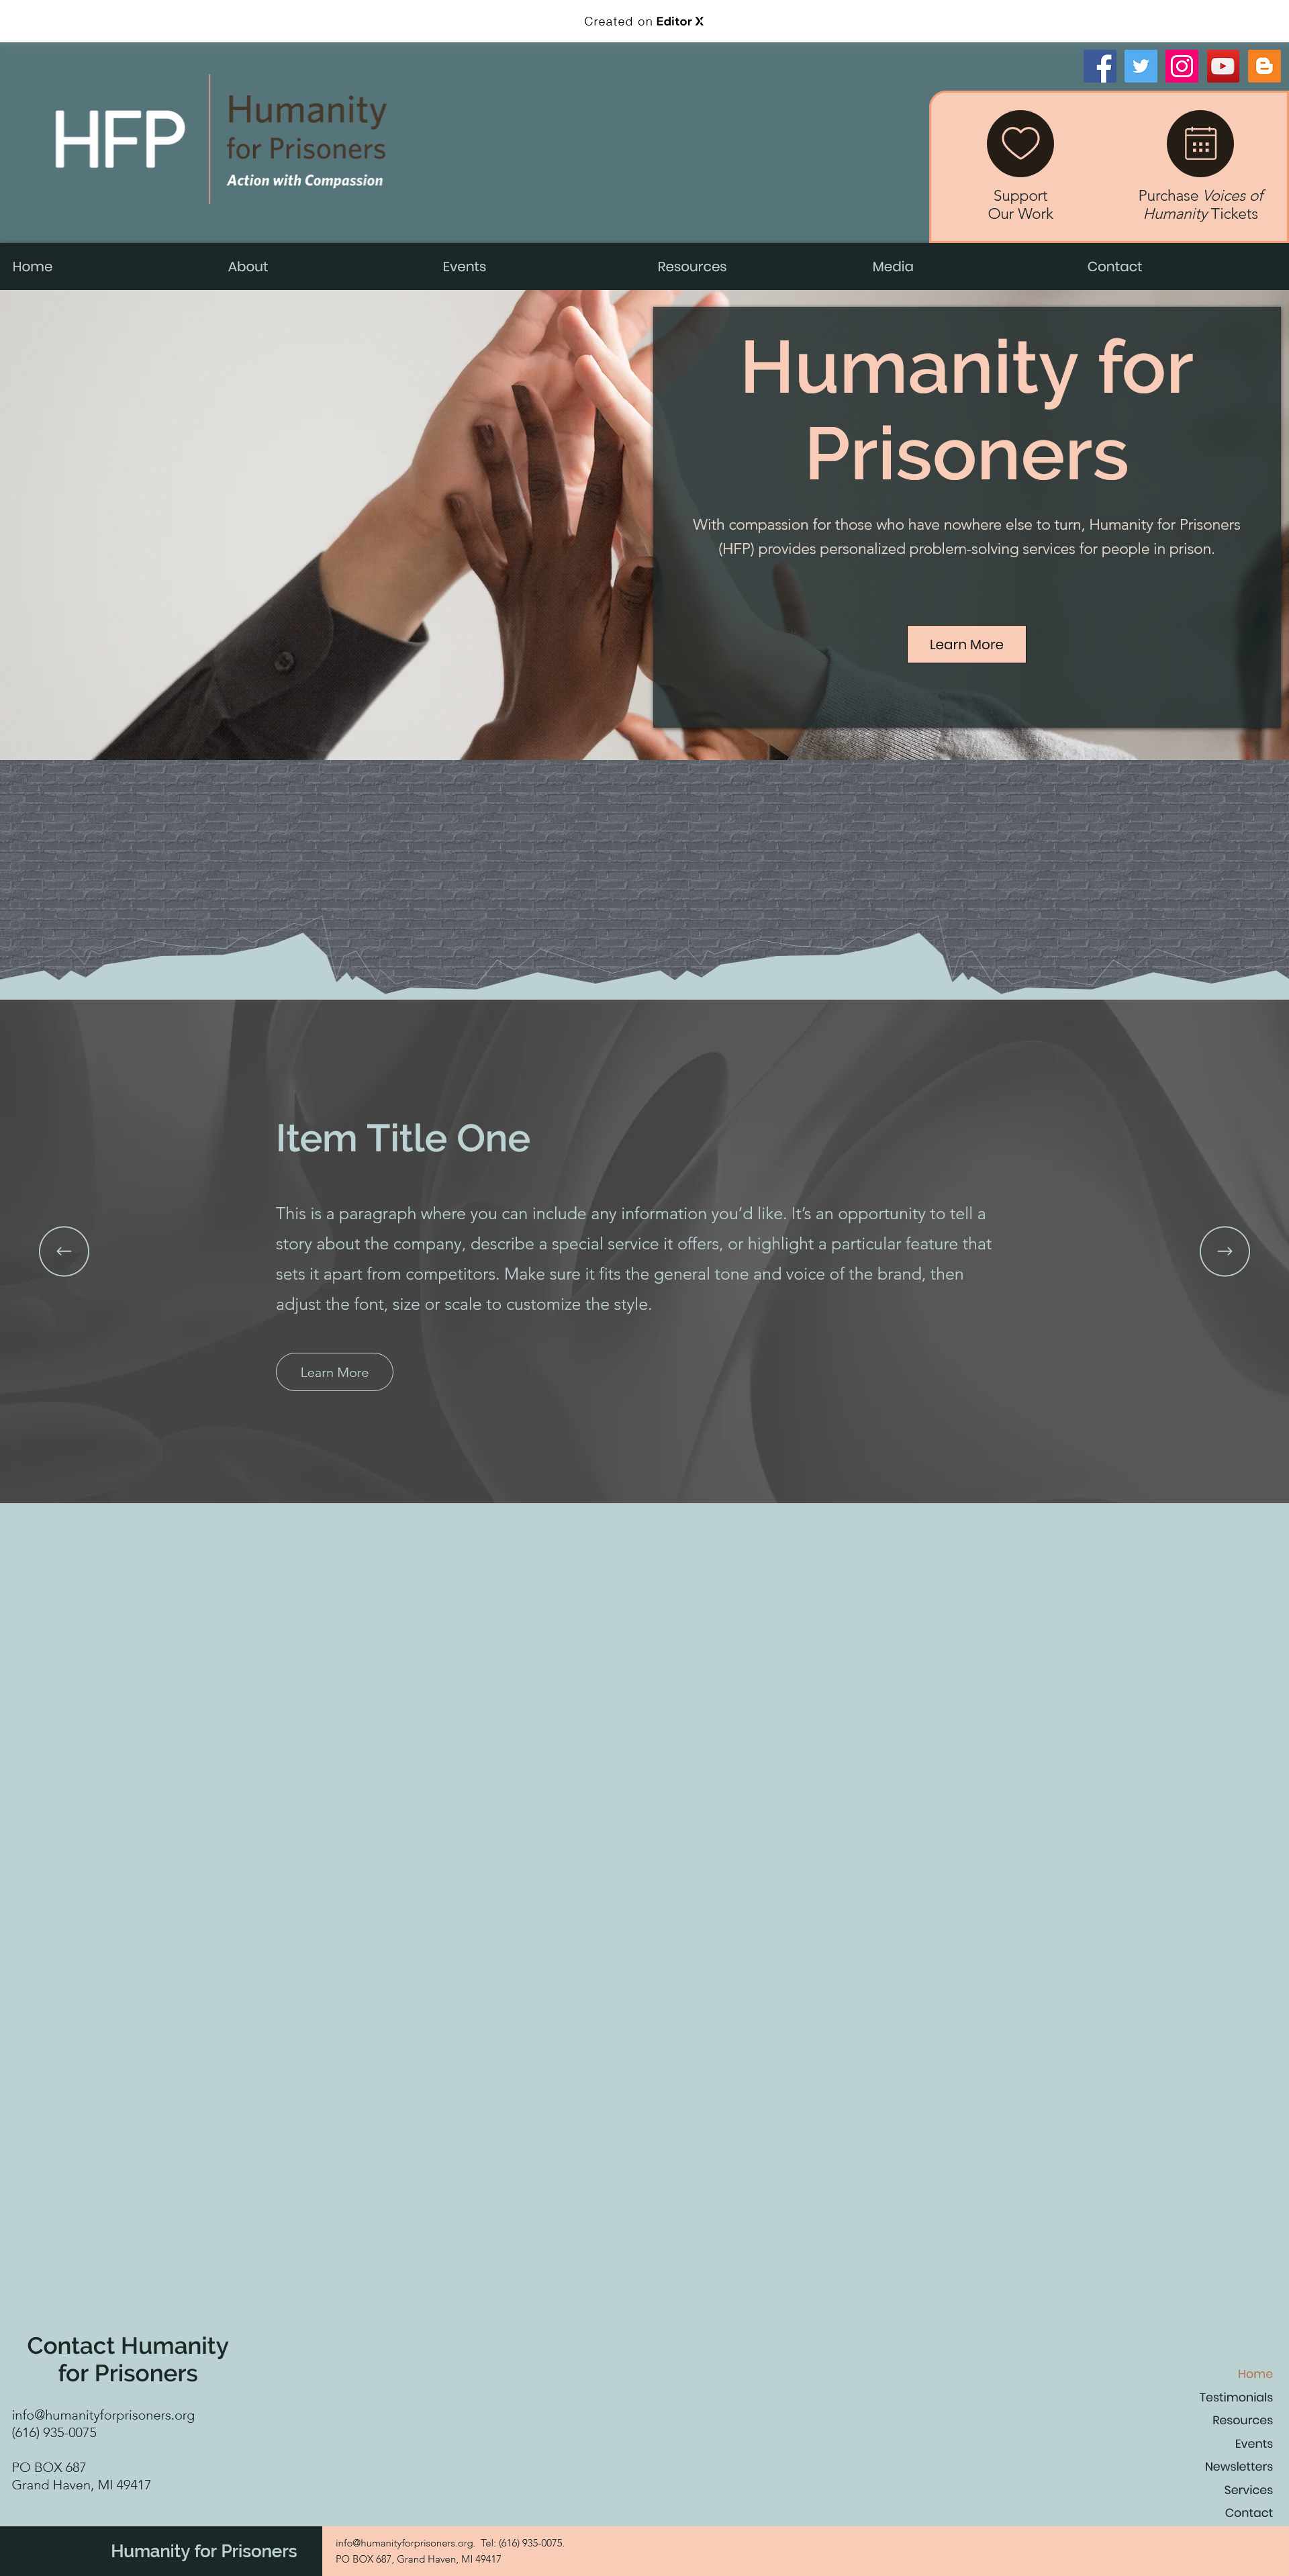 Created on Editor X
HFP
Humanity
for Prisoners
Action with Compassion
Support
Our Work
Purchase Voices of
Humanity Tickets
Home About Events Resources Media Contact
Humanity for
Prisoners
With compassion for those who have nowhere else to turn, Humanity for Prisoners
(HFP) provides personalized problem-solving services for people in prison.
Learn More
Item Title One
This is a paragraph where you can include any information you’d like. It’s an opportunity to tell a
story about the company, describe a special service it offers, or highlight a particular feature that
sets it apart from competitors. Make sure it fits the general tone and voice of the brand, then
adjust the font, size or scale to customize the style.
Learn More
Contact Humanity
for Prisoners
info@humanityforprisoners.org
(616) 935-0075
PO BOX 687
Grand Haven, MI 49417
Home
Testimonials
Resources
Events
Newsletters
Services
Contact
Humanity for Prisoners
info@humanityforprisoners.org. Tel: (616) 935-0075.
PO BOX 687, Grand Haven, MI 49417